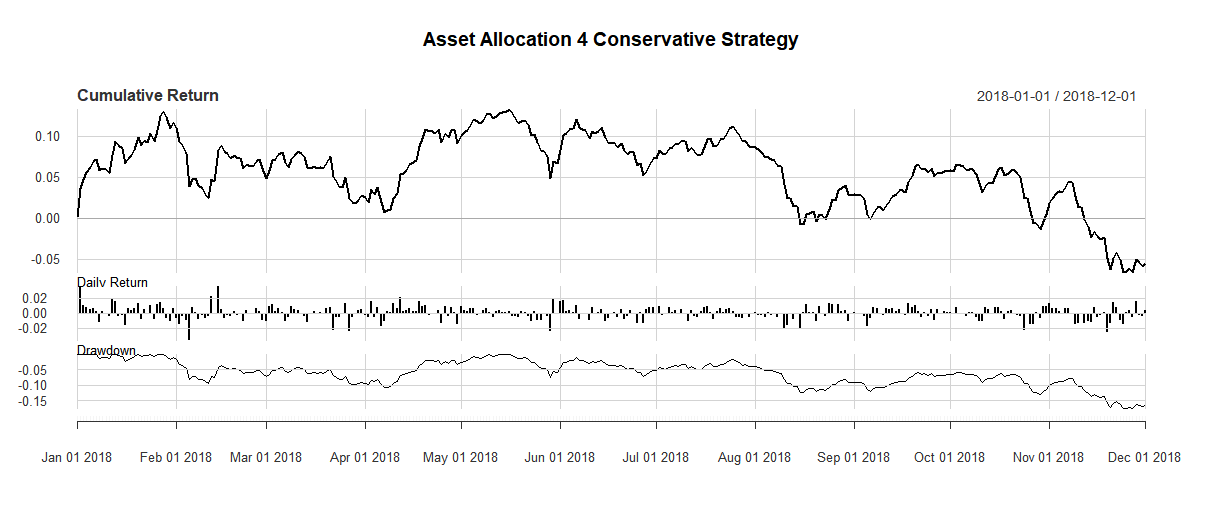 Asset Allocation 4 Conservative Strategy
Cumulative Return 2018-01-01 / 2018-12-01
0.10
0.05
0.00
-0.05
Daily Return
0.02
0.00
-0.02
Drawdown
-0.05
-0.10
-0.15
Jan 01 2018 Feb 01 2018 Mar 01 2018 Apr 01 2018 May 01 2018 Jun 01 2018 Jul 01 2018 Aug 01 2018 Sep 01 2018 Oct 01 2018 Nov 01 2018 Dec 01 2018